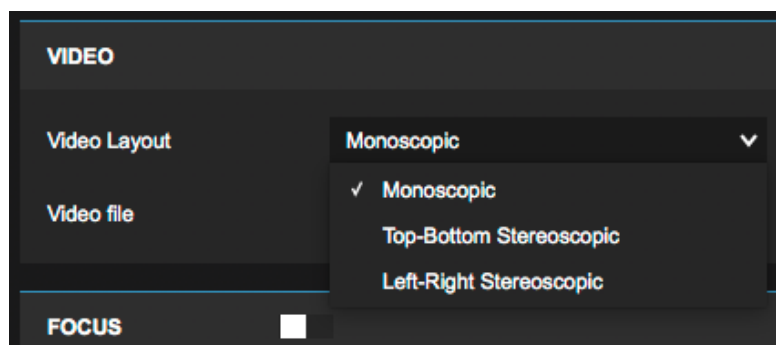 VIDEO
Video Layout
Monoscopic
✓ Monoscopic
Video file
Top-Bottom Stereoscopic
Left-Right Stereoscopic
FOCUS